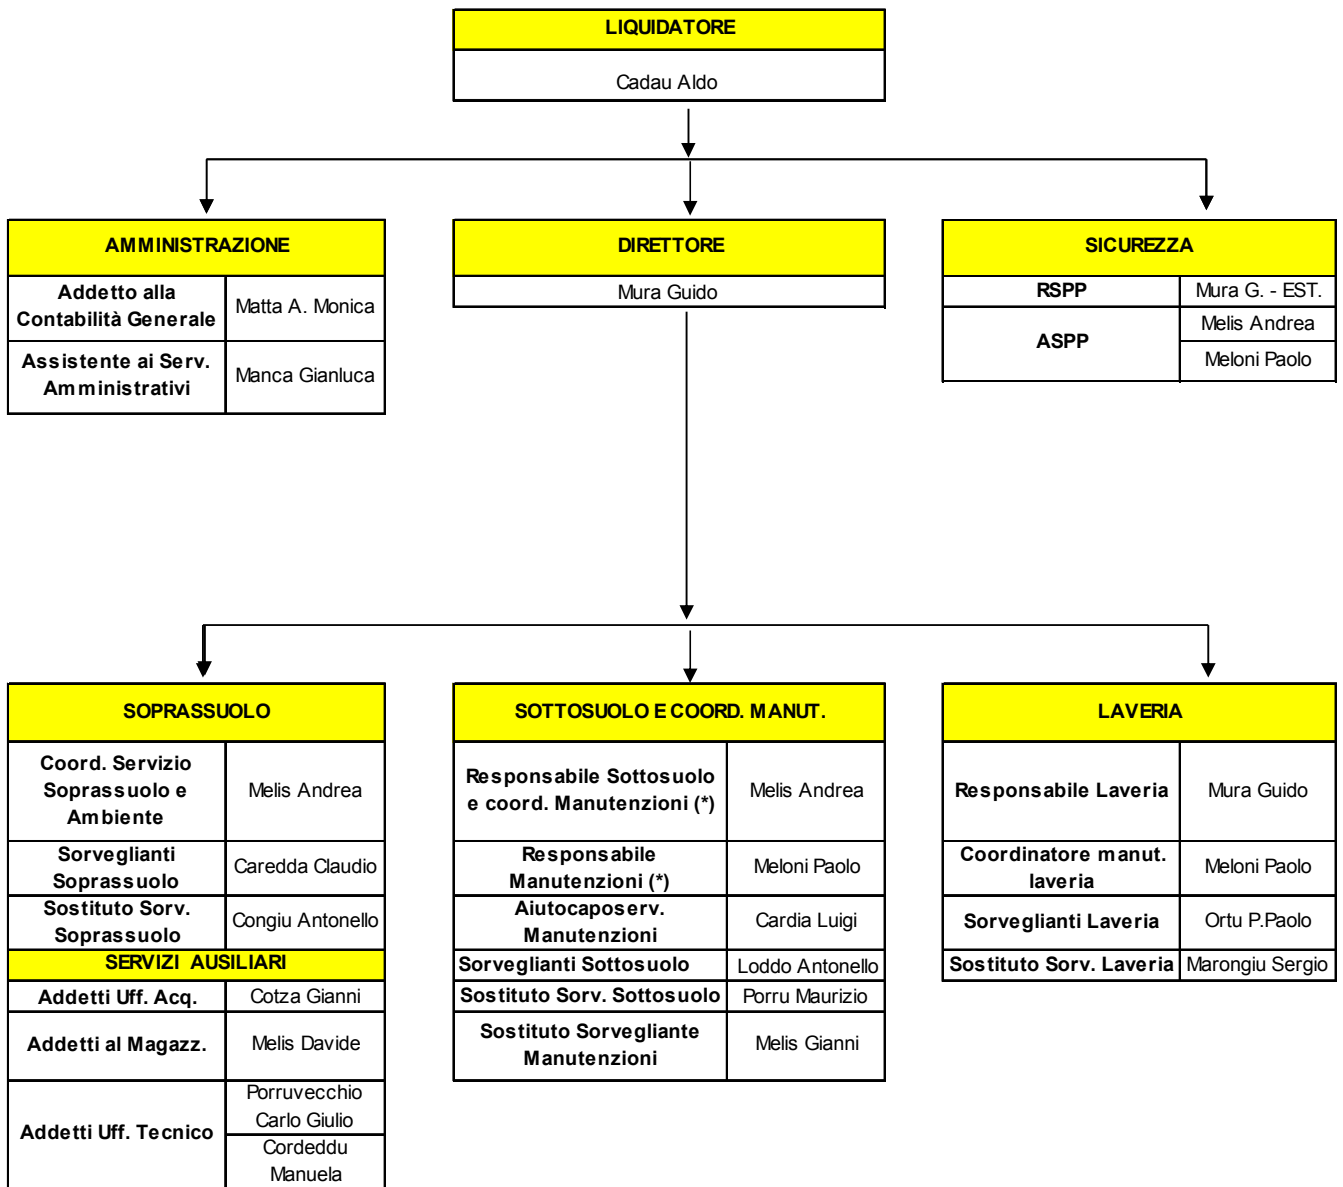 LIQUIDATORE
Cadau Aldo
AMMINISTRAZIONE
Addetto alla
Contabilità Generale
Matta A. Monica
Assistente ai Serv.
Amministrativi
Manca Gianluca
DIRETTORE
Mura Guido
SICUREZZA
RSPP
Mura G. - EST.
ASPP
Melis Andrea
Meloni Paolo
SOPRASSUOLO
Coord. Servizio
Soprassuolo e
Ambiente
Melis Andrea
Sorveglianti
Soprassuolo
Caredda Claudio
Sostituto Sorv.
Soprassuolo
Congiu Antonello
SERVIZI AUSILIARI
Addetti Uff. Acq.
Cotza Gianni
Addetti al Magazz.
Melis Davide
Addetti Uff. Tecnico
Porruvecchio
Carlo Giulio
Cordeddu
Manuela
SOTTOSUOLO E COORD. MANUT.
Responsabile Sottosuolo
e coord. Manutenzioni (*)
Melis Andrea
Responsabile
Manutenzioni (*)
Meloni Paolo
Aiutocaposerv.
Manutenzioni
Cardia Luigi
Sorveglianti Sottosuolo
Loddo Antonello
Sostituto Sorv. Sottosuolo
Porru Maurizio
Sostituto Sorvegliante
Manutenzioni
Melis Gianni
LAVERIA
Responsabile Laveria
Mura Guido
Coordinatore manut.
laveria
Meloni Paolo
Sorveglianti Laveria
Ortu P.Paolo
Sostituto Sorv. Laveria
Marongiu Sergio